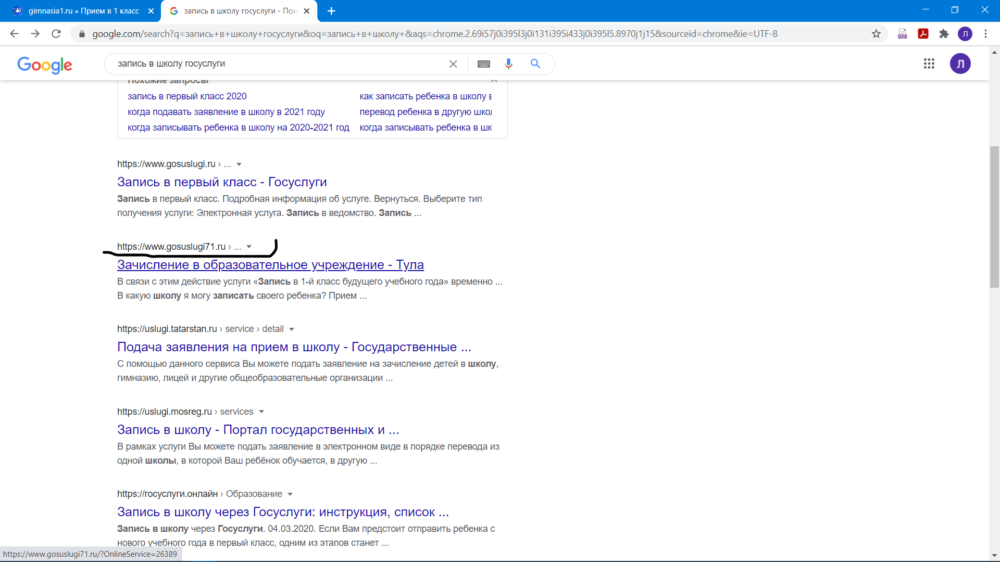 gimnasia1.ru » Прием в 1 класс
запись в школу госуслуги - Пои
google.com/search?q=запись+в+школу+госуслуги&oq=запись+в+школу+&aqs=chrome.2.69i57j0i395l3j0i131i395i433j0i395l5.8970j1j15&sourceid=chrome&ie=UTF-8
PDF
Л
Google
запись в школу госуслуги
Л
Похожие запросы
запись в первый класс 2020
как записать ребенка в школу в
когда подавать заявление в школу в 2021 году
перевод ребенка в другую школ
когда записывать ребенка в школу на 2020-2021 год
когда записывать ребенка в шк
https://www.gosuslugi.ru › ...
Запись в первый класс - Госуслуги
Запись в первый класс. Подробная информация об услуге. Вернуться. Выберите тип
получения услуги: Электронная услуга. Запись в ведомство. Запись ...
https://www.gosuslugi71.ru › ...
Зачисление в образовательное учреждение - Тула
В связи с этим действие услуги «Запись в 1-й класс будущего учебного года» временно ...
В какую школу я могу записать своего ребенка? Прием ...
https://uslugi.tatarstan.ru › service › detail
Подача заявления на прием в школу - Государственные ...
С помощью данного сервиса Вы можете подать заявление на зачисление детей в школу,
гимназию, лицей и другие общеобразовательные организации ...
https://uslugi.mosreg.ru › services
Запись в школу - Портал государственных и ...
В рамках услуги Вы можете подать заявление в электронном виде в порядке перевода из
одной школы, в которой Ваш ребёнок обучается, в другую ...
https://госуслуги.онлайн › Образование
Запись в школу через Госуслуги: инструкция, список ...
Запись в школу через Госуслуги. 04.03.2020. Если Вам предстоит отправить ребенка с
нового учебного года в первый класс, одним из этапов станет ...
https://www.gosuslugi71.ru/?OnlineService=26389